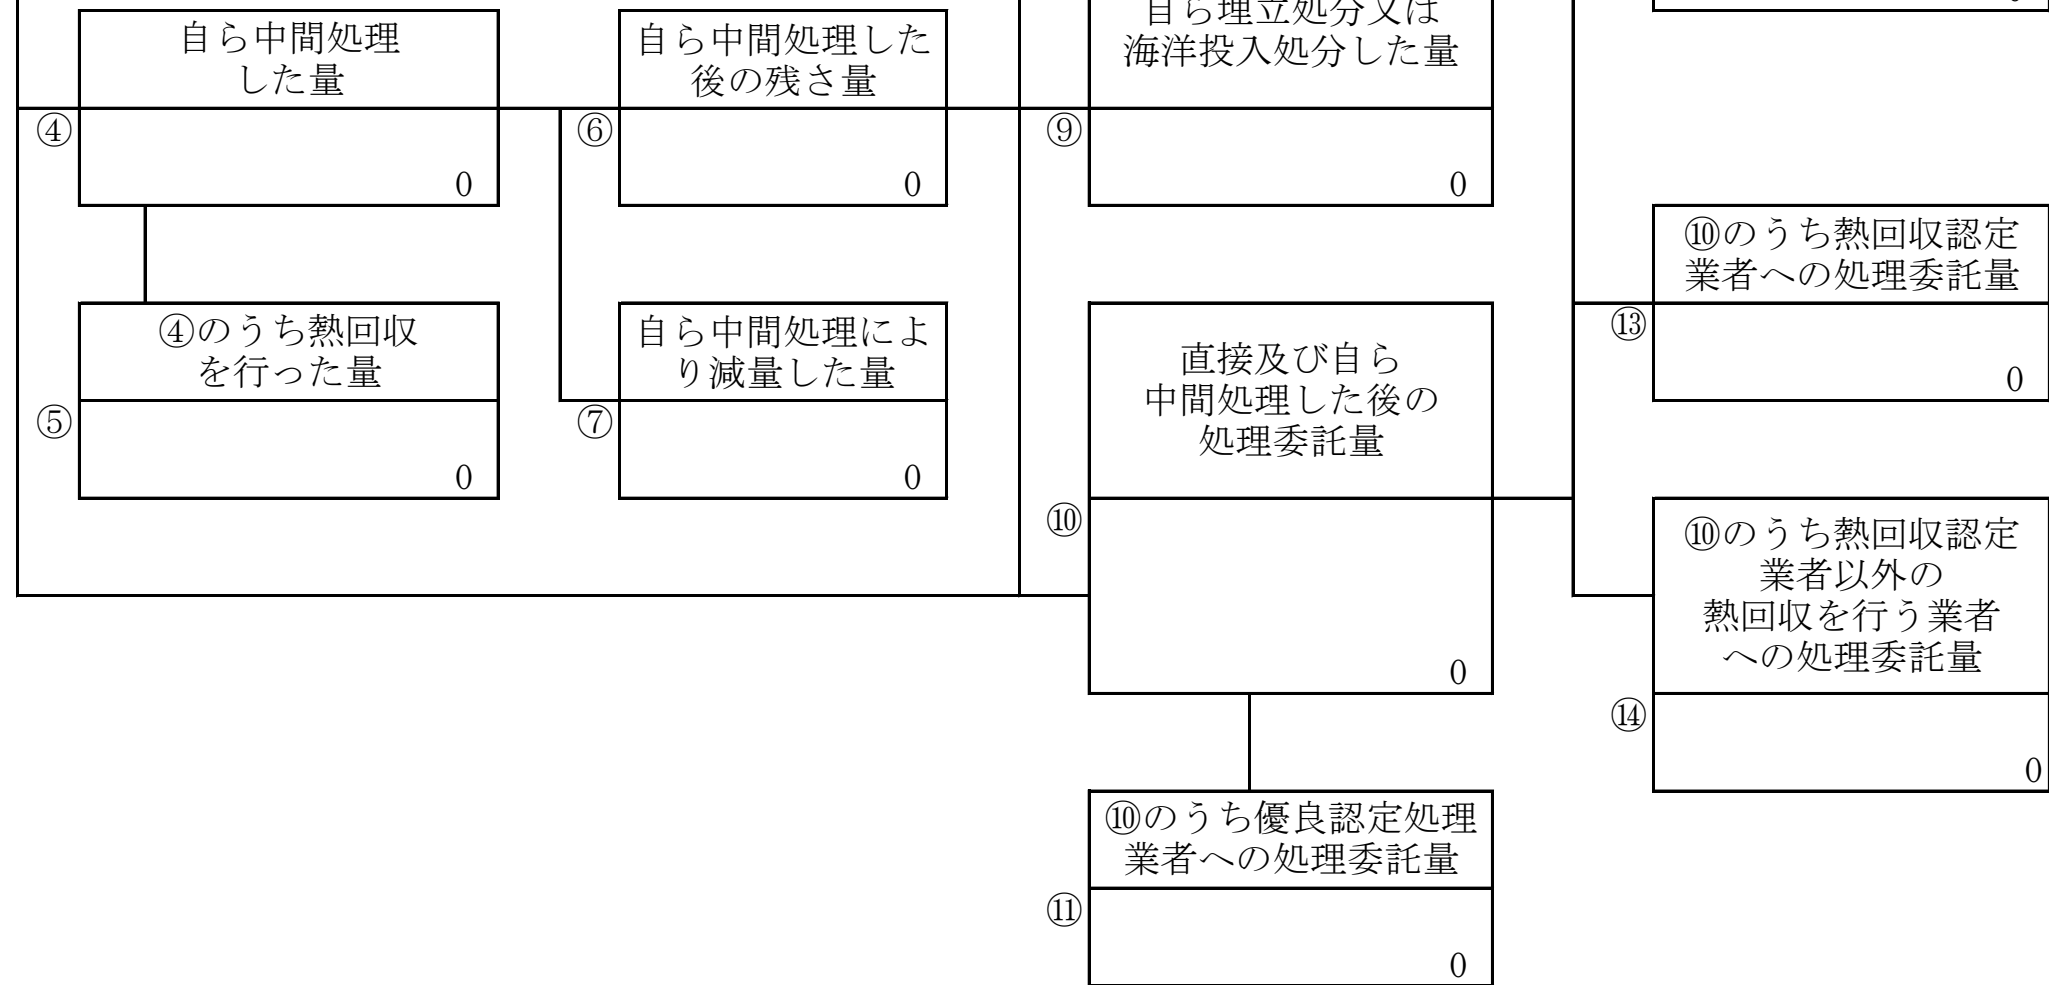 自ら中間処理
した量
④
0
自ら中間処理した
後の残さ量
⑥
0
自ら埋立処分又は
海洋投入処分した量
⑨
0
④のうち熱回収
を行った量
⑤
0
自ら中間処理によ
り減量した量
⑦
0
直接及び自ら
中間処理した後の
処理委託量
⑩
0
⑩のうち優良認定処理
業者への処理委託量
⑪
0
⑩のうち熱回収認定
業者への処理委託量
⑬
0
⑩のうち熱回収認定
業者以外の
熱回収を行う業者
への処理委託量
⑭
0